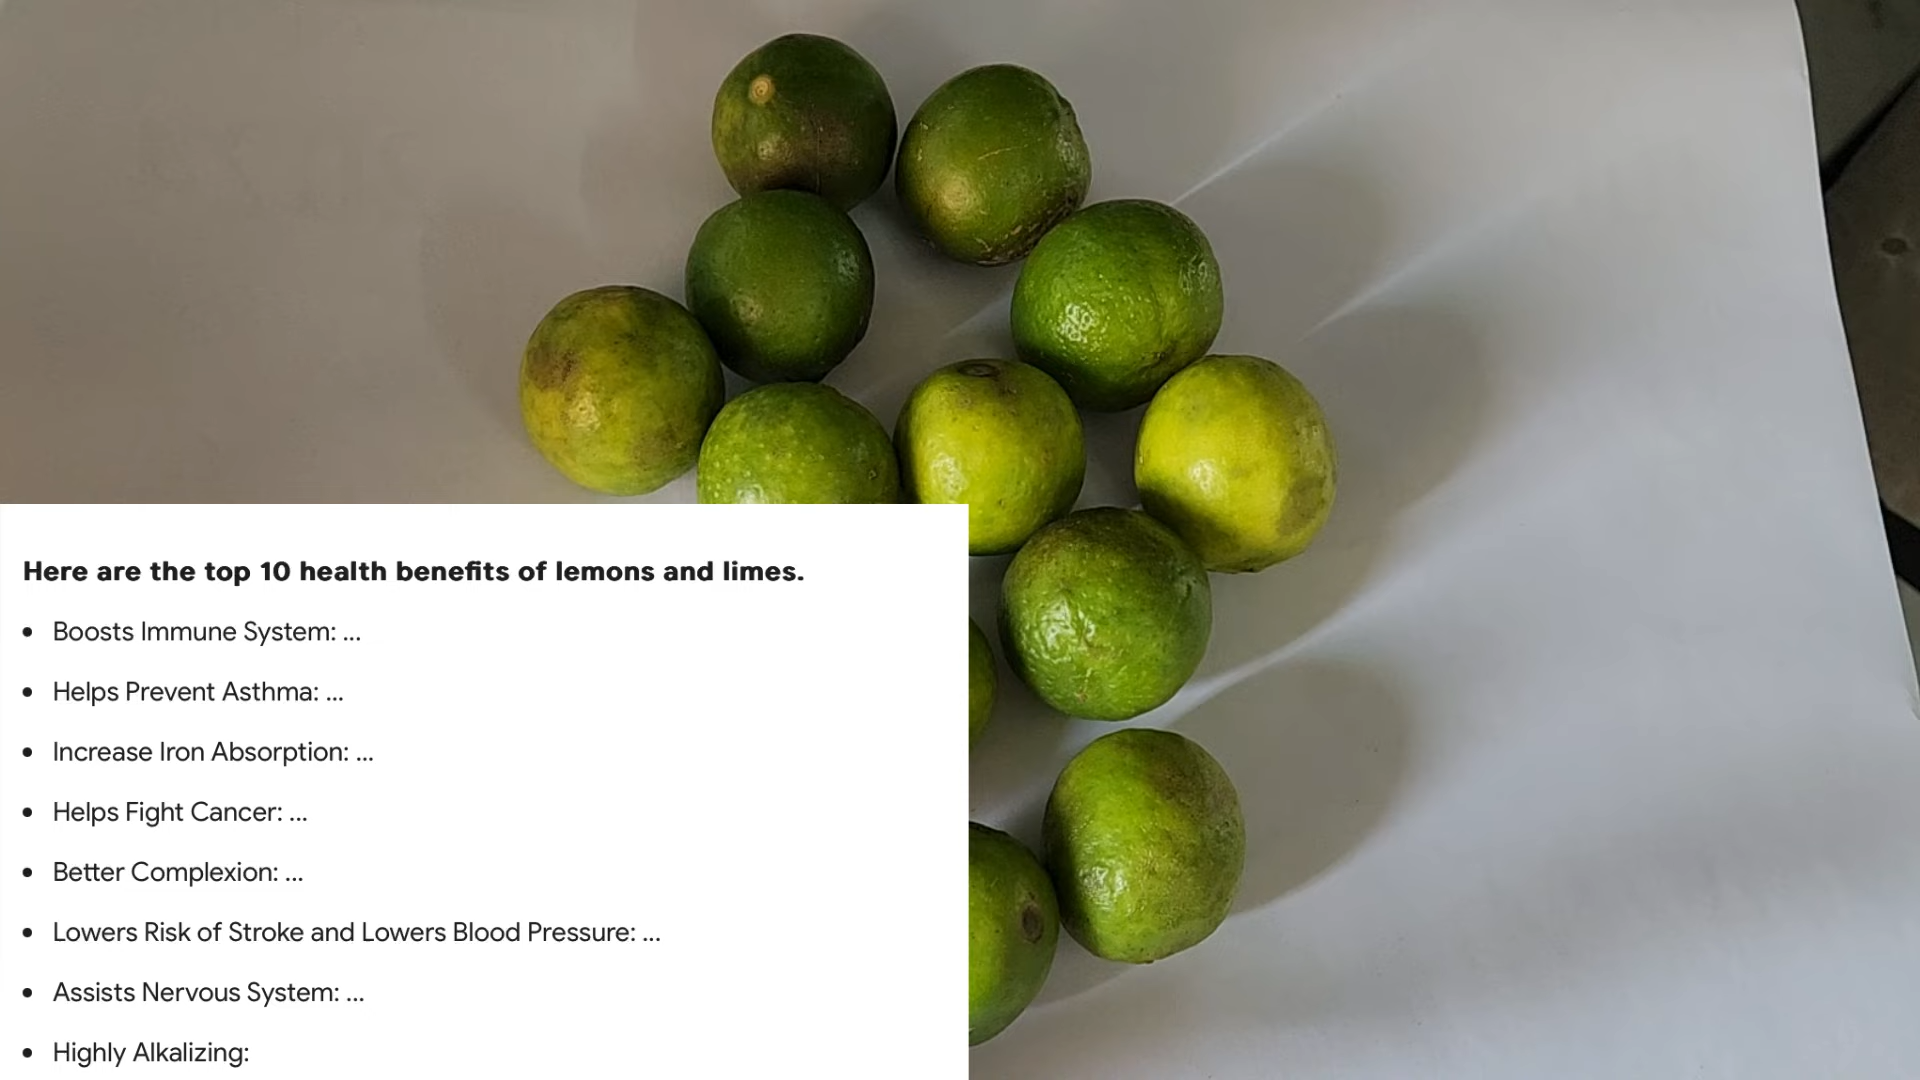 Here are the top 10 health benefits of lemons and limes.
Boosts Immune System: ...
Helps Prevent Asthma: ...
Increase Iron Absorption: ...
Helps Fight Cancer: ...
Better Complexion: ...
Lowers Risk of Stroke and Lowers Blood Pressure: ...
Assists Nervous System: ...
Highly Alkalizing: